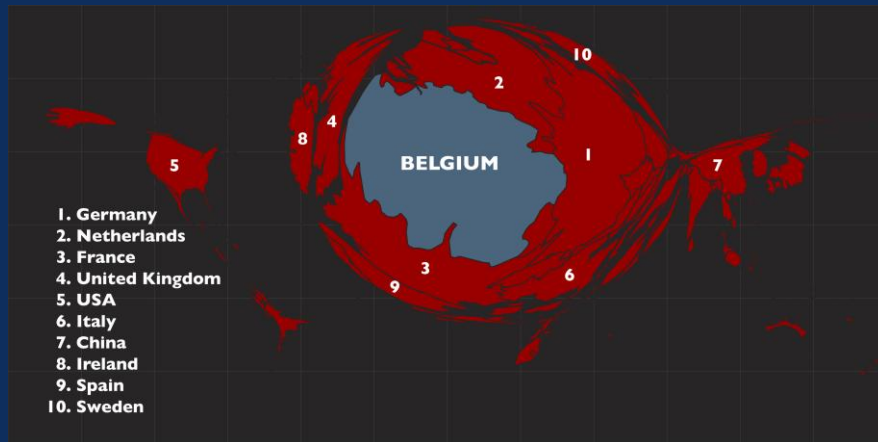 10
2
4
8
1
BELGIUM
5
7
3
6
9
1. Germany
2. Netherlands
3. France
4. United Kingdom
5. USA
6. Italy
7. China
8. Ireland
9. Spain
10. Sweden